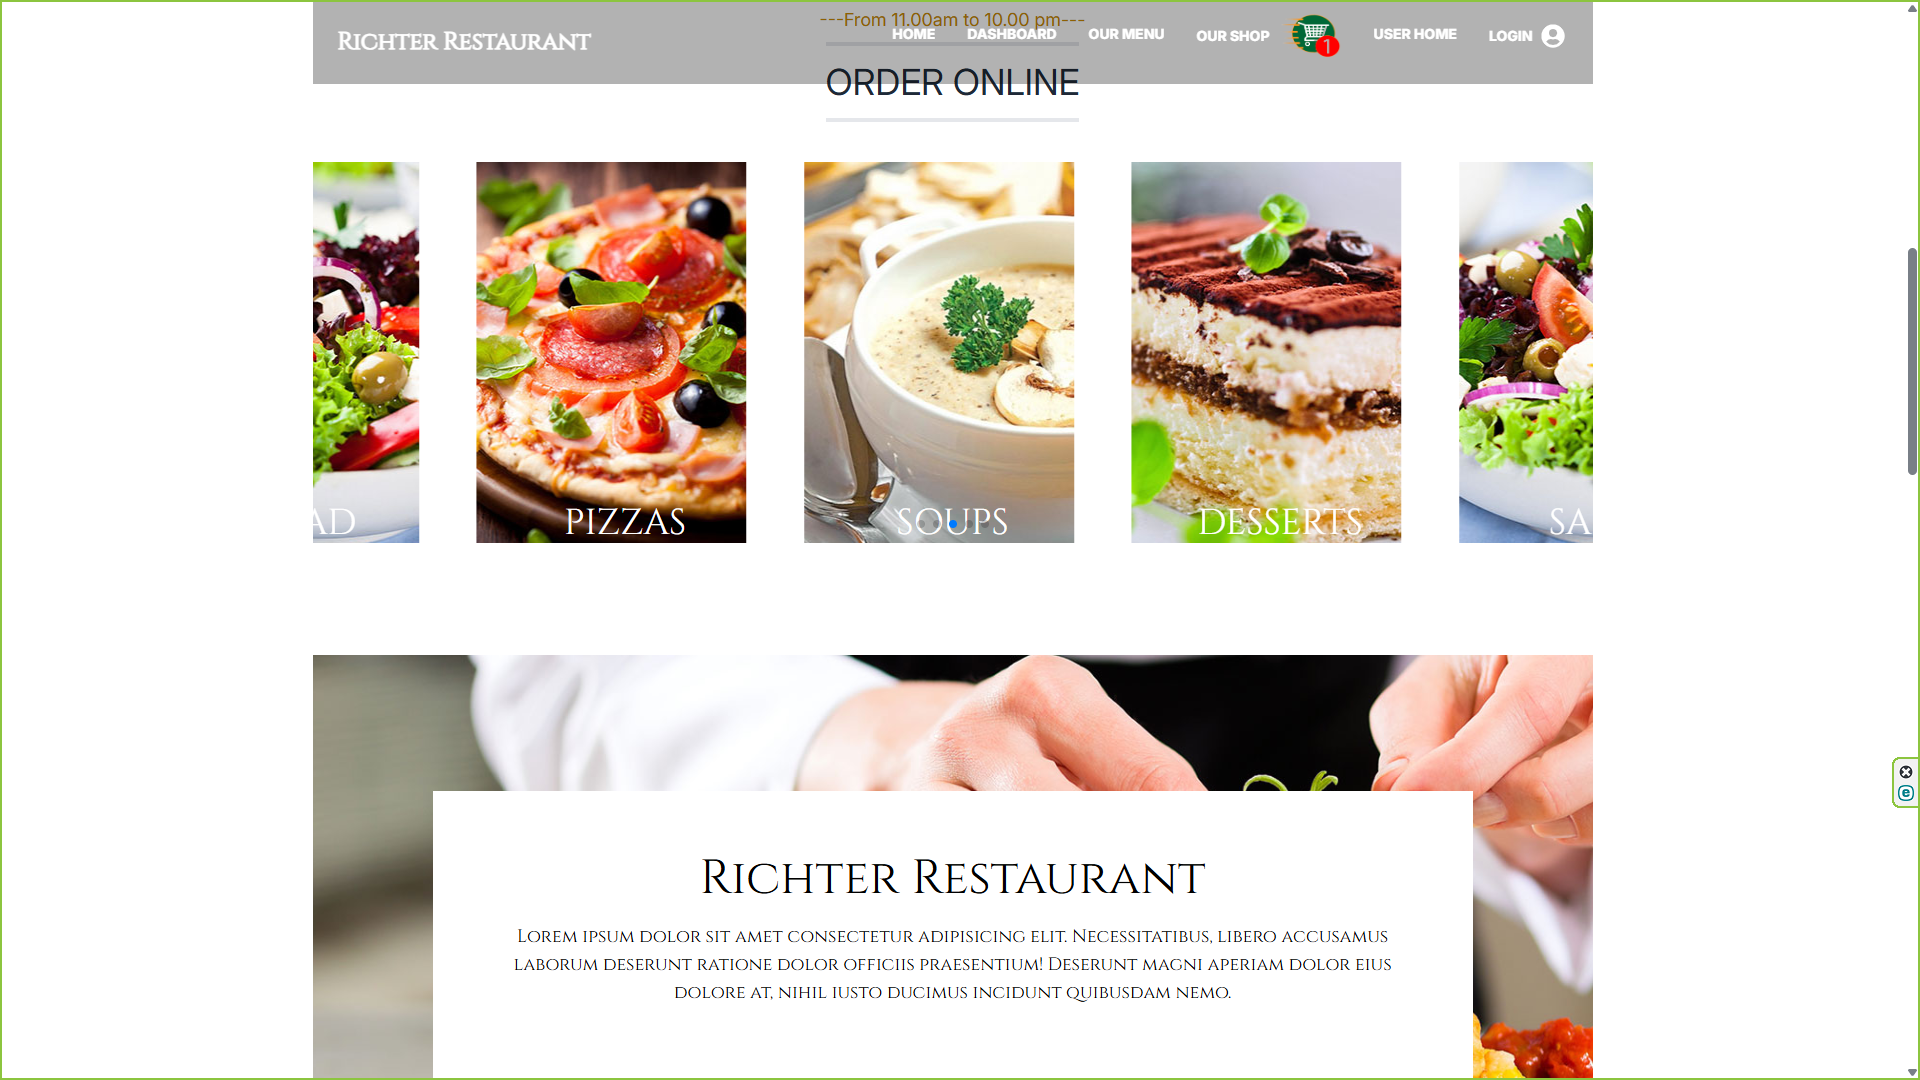 ---From 11.00am to 10.00 pm---
RICHTER RESTAURANT
HOME DASHBOARD OUR MENU OUR SHOP 1 USER HOME LOGIN
ORDER ONLINE
AD PIZZAS SOUPS DESSERTS SA
RICHTER RESTAURANT
LOREM IPSUM DOLOR SIT AMET CONSECTETUR ADIPISICING ELIT. NECESSITATIBUS, LIBERO ACCUSAMUS
LABORUM DESERUNT RATIONE DOLOR OFFICIIS PRAESENTIUM! DESERUNT MAGNI APERIAM DOLOR EIUS
DOLORE AT, NIHIL IUSTO DUCIMUS INCIDUNT QUIBUSDAM NEMO.
e